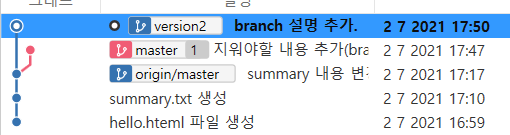 version2 branch 설명 추가. 2 7 2021 17:50
master 1 지워야할 내용 추가(bra 2 7 2021 17:47
origin/master summary 내용 변경 2 7 2021 17:17
summary.txt 생성 2 7 2021 17:10
hello.hteml 파일 생성 2 7 2021 16:59